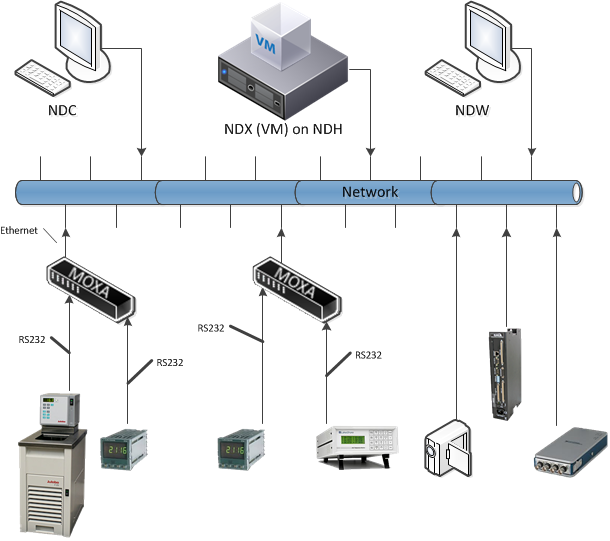 VM
NDC
NDX (VM) on NDH
NDW
Network
Ethernet
MOXA
MOXA
RS232
RS232
RS232
RS232
2116
2116